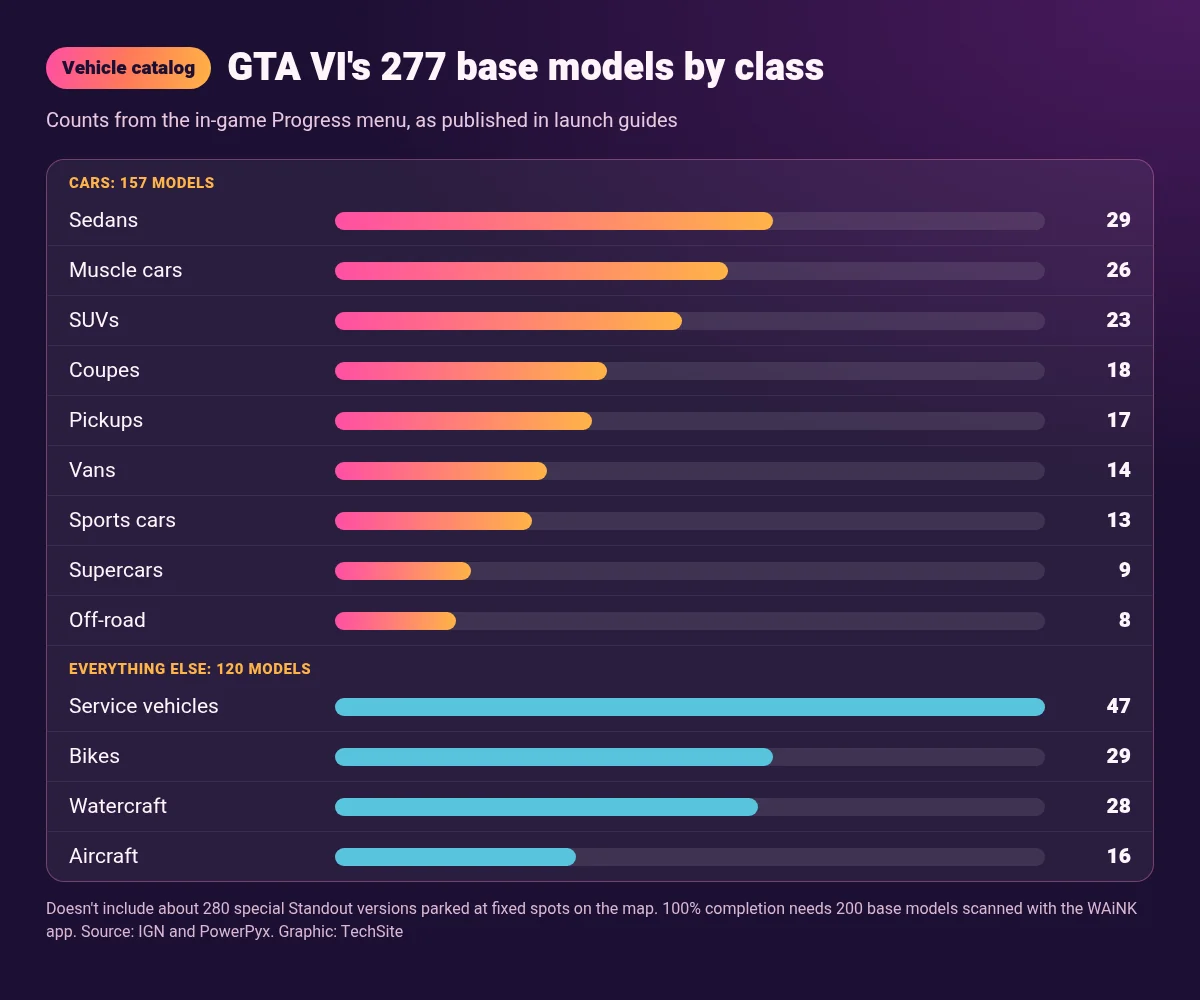 Vehicle catalog
GTA VI's 277 base models by class
Counts from the in-game Progress menu, as published in launch guides
CARS: 157 MODELS
Sedans 29
Muscle cars 26
SUVs 23
Coupes 18
Pickups 17
Vans 14
Sports cars 13
Supercars 9
Off-road 8
EVERYTHING ELSE: 120 MODELS
Service vehicles 47
Bikes 29
Watercraft 28
Aircraft 16
Doesn't include about 280 special Standout versions parked at fixed spots on the map. 100% completion needs 200 base models scanned with the WAiNK
app. Source: IGN and PowerPyx. Graphic: TechSite